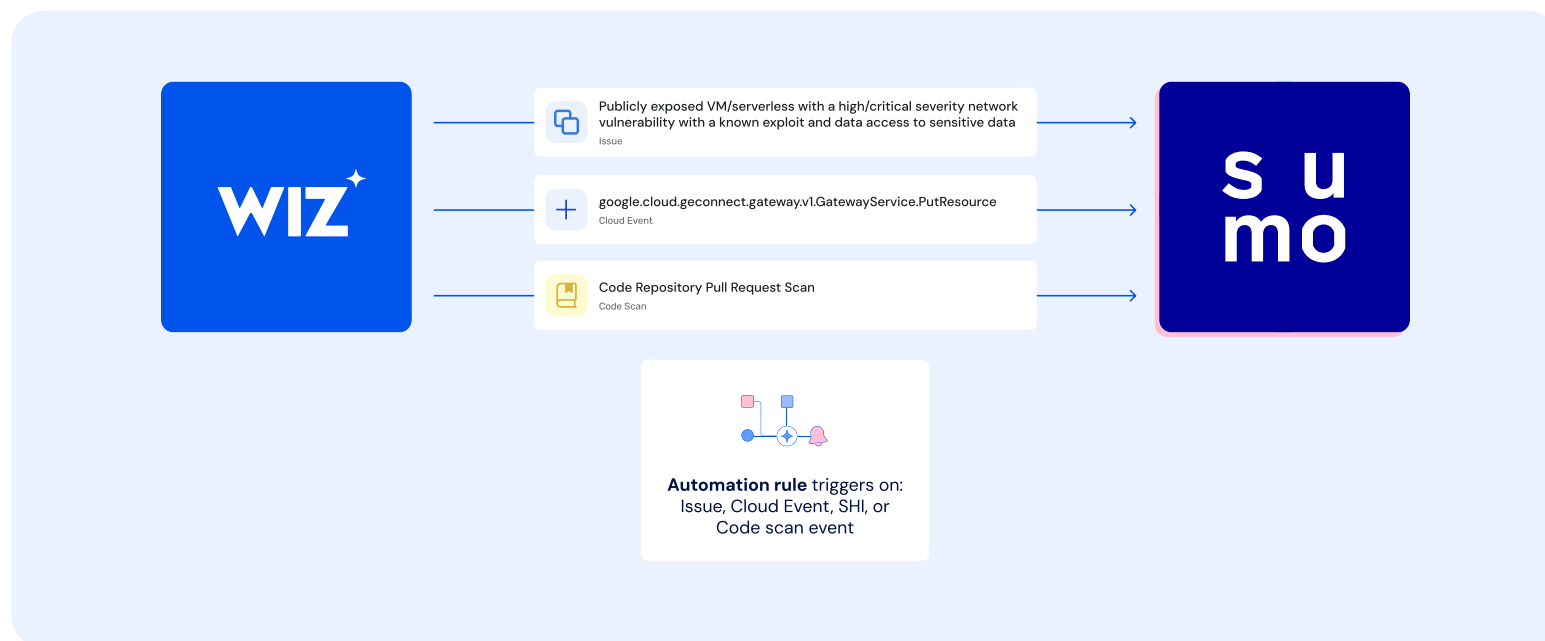 WIZ
Publicly exposed VM/serverless with a high/critical severity network
vulnerability with a known exploit and data access to sensitive data
Issue
google.cloud.geconnect.gateway.v1.GatewayService.PutResource
Cloud Event
Code Repository Pull Request Scan
Code Scan
su
mo
Automation rule triggers on:
Issue, Cloud Event, SHI, or
Code scan event